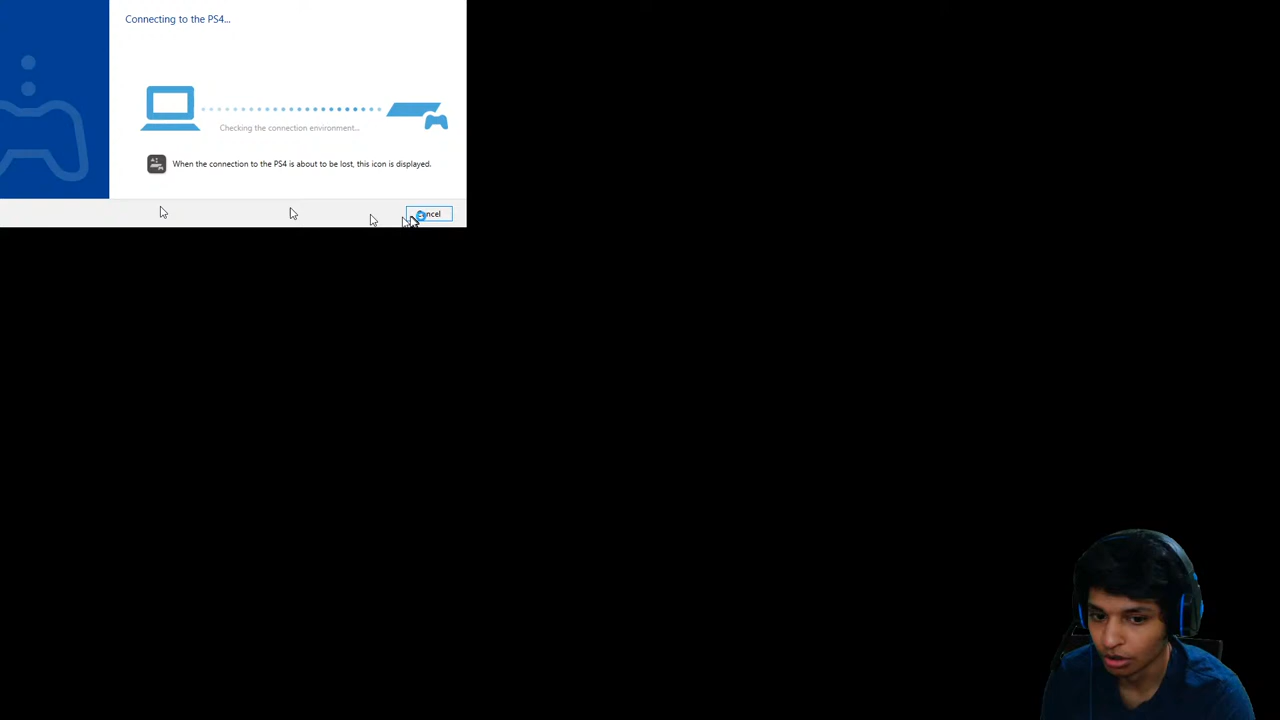 Connecting to the PS4...
Checking the connection environment...
When the connection to the PS4 is about to be lost, this icon is displayed.